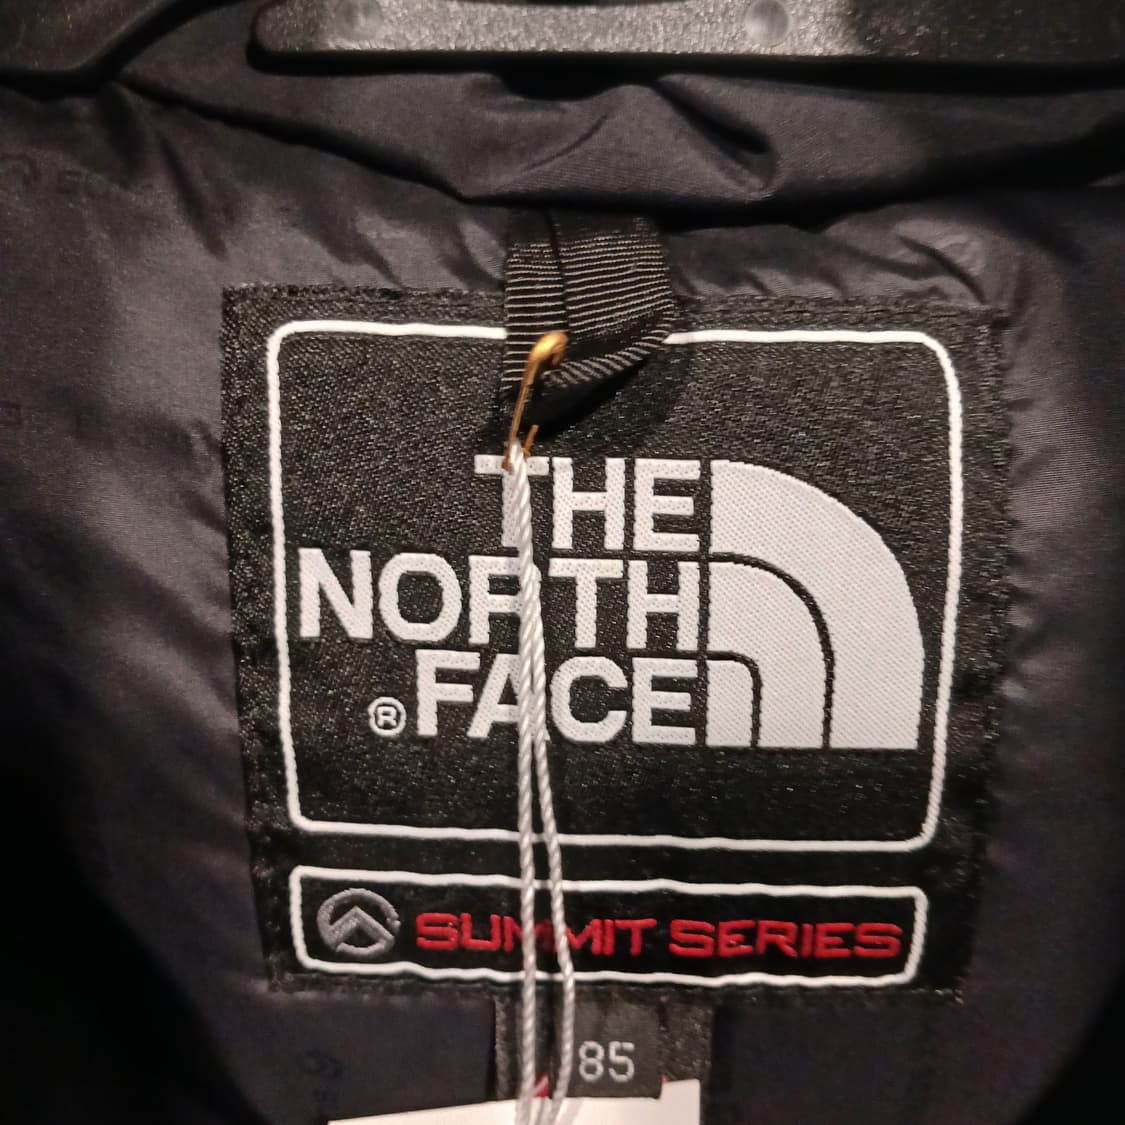 THE
NORTH
FACE
®
SUMMIT SERIES
85